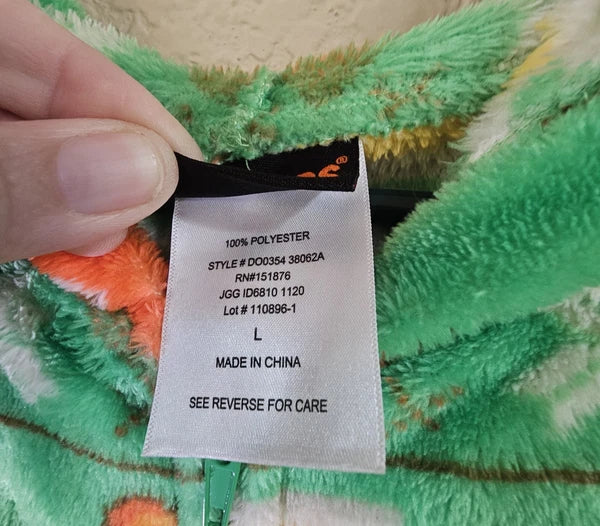 100% POLYESTER
STYLE # DO0354 38062A
RN#151876
JGG ID6810 1120
Lot # 110896-1
L
MADE IN CHINA
SEE REVERSE FOR CARE